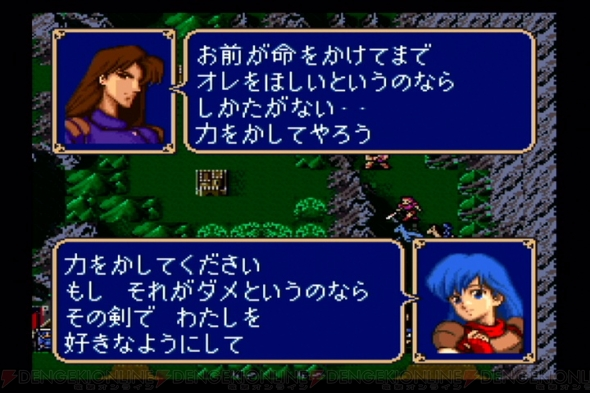 お前が命をかけてまで
オレをほしいというのなら
しかたがない‥
力をかしてやろう
力をかしてください
もし　それがダメというのなら
その剣で　わたしを
好きなようにして
DENGEKIONLINE